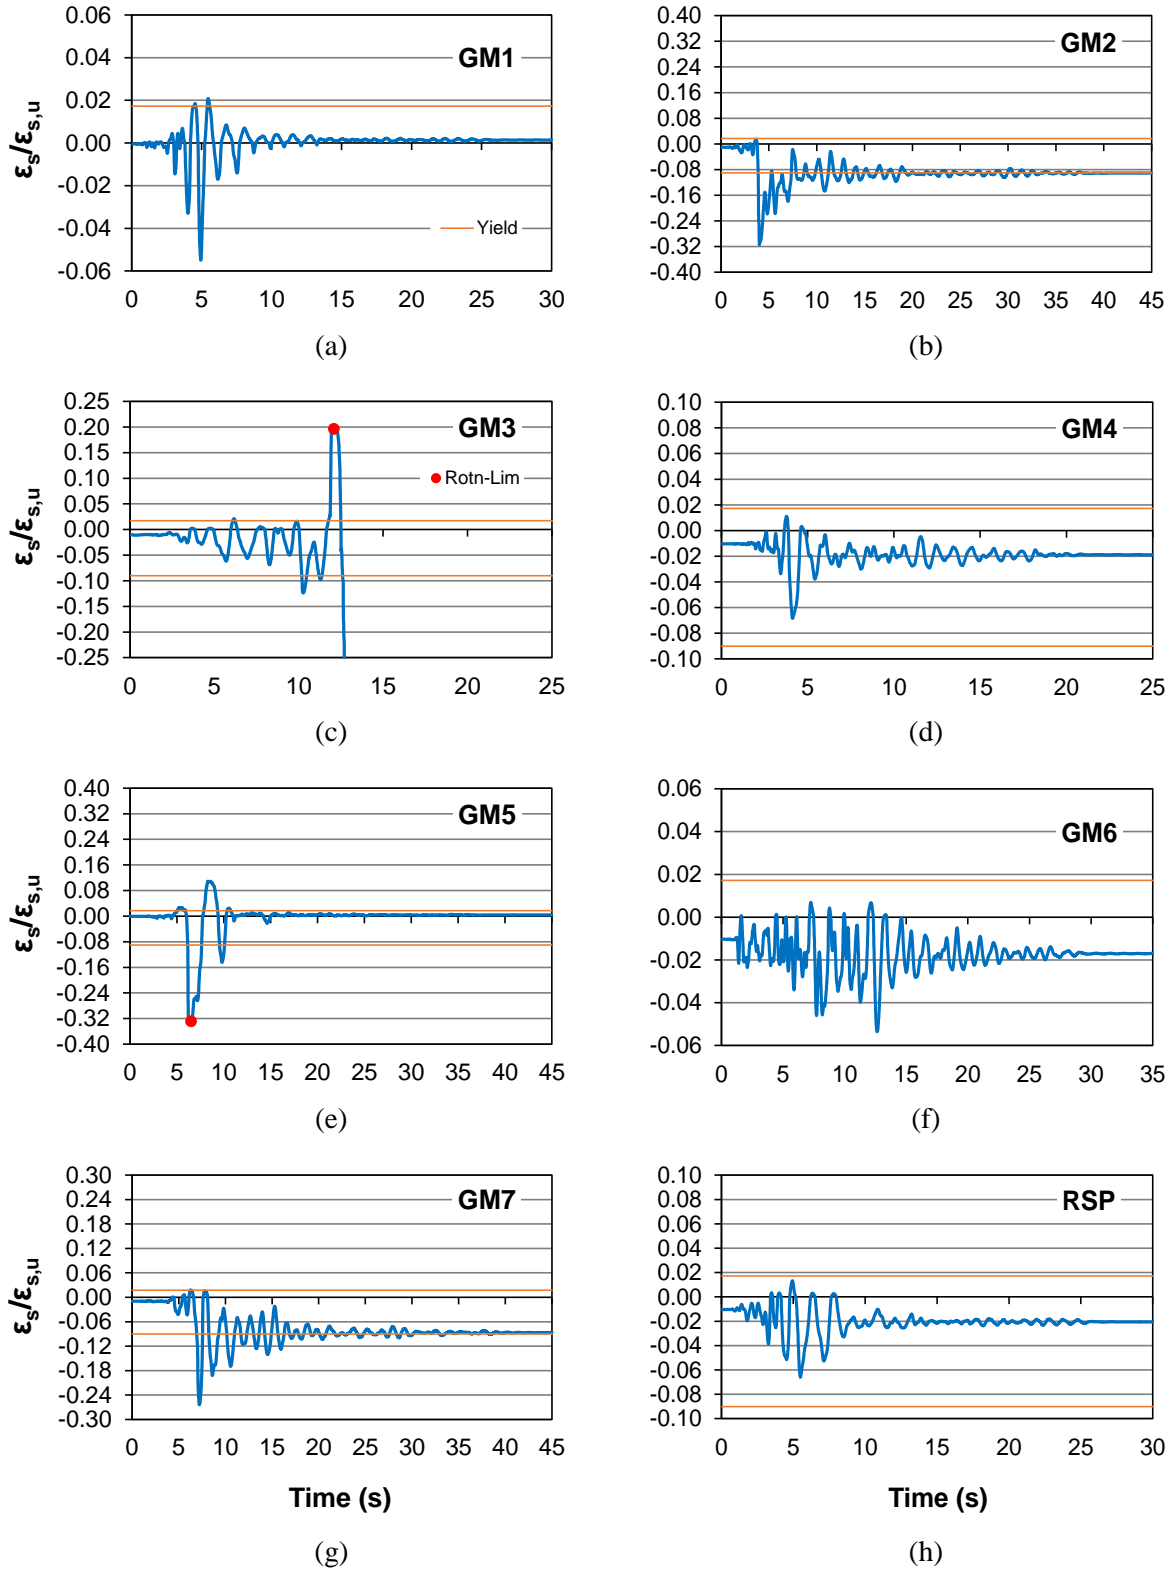 0.06
0.04
0.02
0.00
-0.02
-0.04
-0.06
εs/εs,u
GM1
Yield
0 5 10 15 20 25 30
(a)
0.40
0.32
0.24
0.16
0.08
0.00
-0.08
-0.16
-0.24
-0.32
-0.40
GM2
0 5 10 15 20 25 30 35 40 45
(b)
0.25
0.20
0.15
0.10
0.05
0.00
-0.05
-0.10
-0.15
-0.20
-0.25
εs/εs,u
GM3
Rotn-Lim
0 5 10 15 20 25
(c)
0.10
0.08
0.06
0.04
0.02
0.00
-0.02
-0.04
-0.06
-0.08
-0.10
GM4
0 5 10 15 20 25
(d)
0.40
0.32
0.24
0.16
0.08
0.00
-0.08
-0.16
-0.24
-0.32
-0.40
εs/εs,u
GM5
0 5 10 15 20 25 30 35 40 45
(e)
0.06
0.04
0.02
0.00
-0.02
-0.04
-0.06
GM6
0 5 10 15 20 25 30 35
(f)
0.30
0.24
0.18
0.12
0.06
0.00
-0.06
-0.12
-0.18
-0.24
-0.30
εs/εs,u
GM7
0 5 10 15 20 25 30 35 40 45
Time (s)
(g)
0.10
0.08
0.06
0.04
0.02
0.00
-0.02
-0.04
-0.06
-0.08
-0.10
RSP
0 5 10 15 20 25 30
Time (s)
(h)